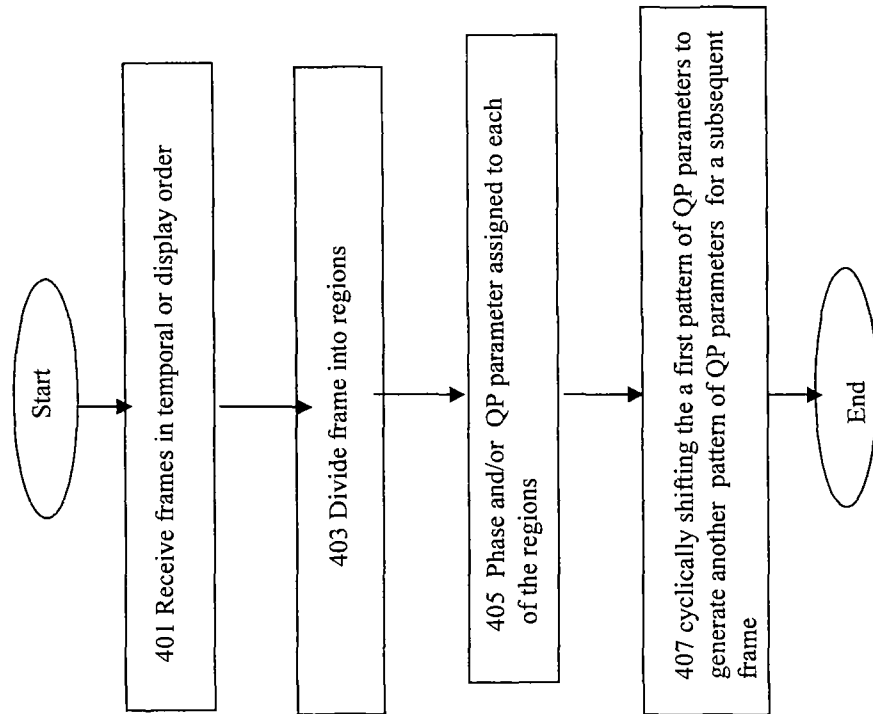 Start
401 Receive frames in temporal or display order
403 Divide frame into regions
405 Phase and/or QP parameter assigned to each
of the regions
407 cyclically shifting the a first pattern of QP parameters to
generate another pattern of QP parameters for a subsequent
frame
End